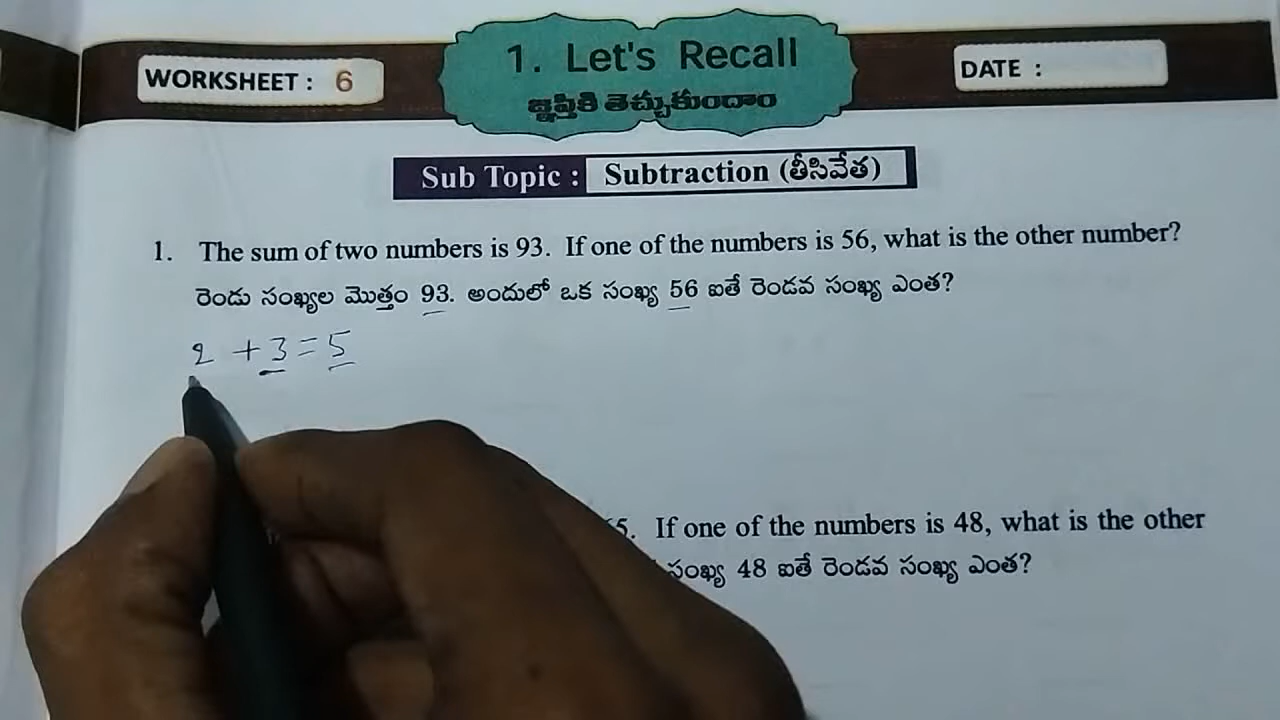 WORKSHEET : 6
1. Let's Recall
జ్ఞప్తికి తెచ్చుకుందాం
DATE :
Sub Topic : Subtraction (తీసివేత)
1. The sum of two numbers is 93. If one of the numbers is 56, what is the other number?
రెండు సంఖ్యల మొత్తం 93. అందులో ఒక సంఖ్య 56 ఐతే రెండవ సంఖ్య ఎంత?
2 + 3 = 5
5. If one of the numbers is 48, what is the other
సంఖ్య 48 ఐతే రెండవ సంఖ్య ఎంత?